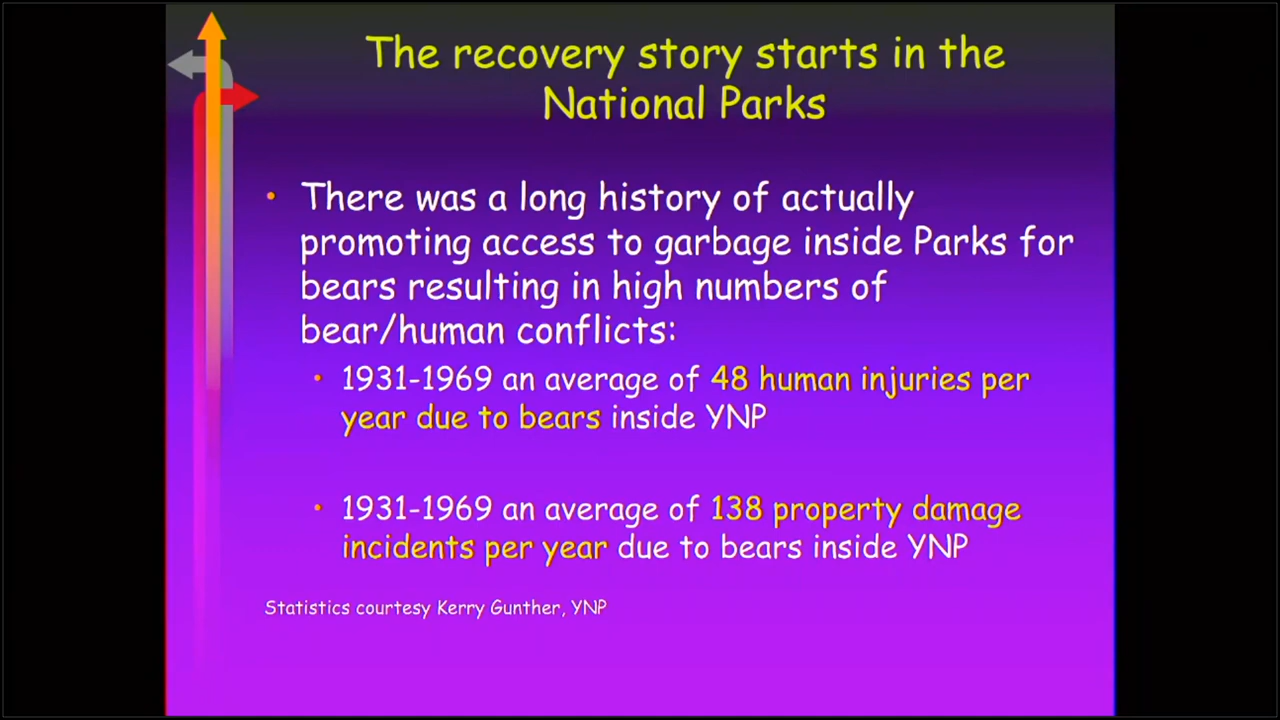 The recovery story starts in the
National Parks
• There was a long history of actually
promoting access to garbage inside Parks for
bears resulting in high numbers of
bear/human conflicts:
• 1931-1969 an average of 48 human injuries per
year due to bears inside YNP
• 1931-1969 an average of 138 property damage
incidents per year due to bears inside YNP
Statistics courtesy Kerry Gunther, YNP